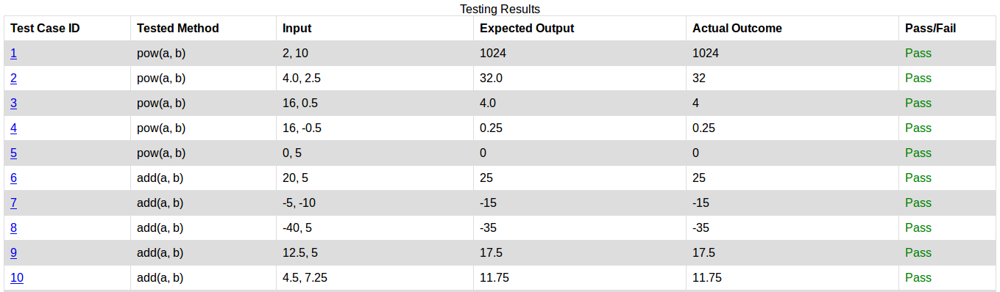 Testing Results
Test Case ID Tested Method Input Expected Output Actual Outcome Pass/Fail
1 pow(a, b) 2, 10 1024 1024 Pass
2 pow(a, b) 4.0, 2.5 32.0 32 Pass
3 pow(a, b) 16, 0.5 4.0 4 Pass
4 pow(a, b) 16, -0.5 0.25 0.25 Pass
5 pow(a, b) 0, 5 0 0 Pass
6 add(a, b) 20, 5 25 25 Pass
7 add(a, b) -5, -10 -15 -15 Pass
8 add(a, b) -40, 5 -35 -35 Pass
9 add(a, b) 12.5, 5 17.5 17.5 Pass
10 add(a, b) 4.5, 7.25 11.75 11.75 Pass